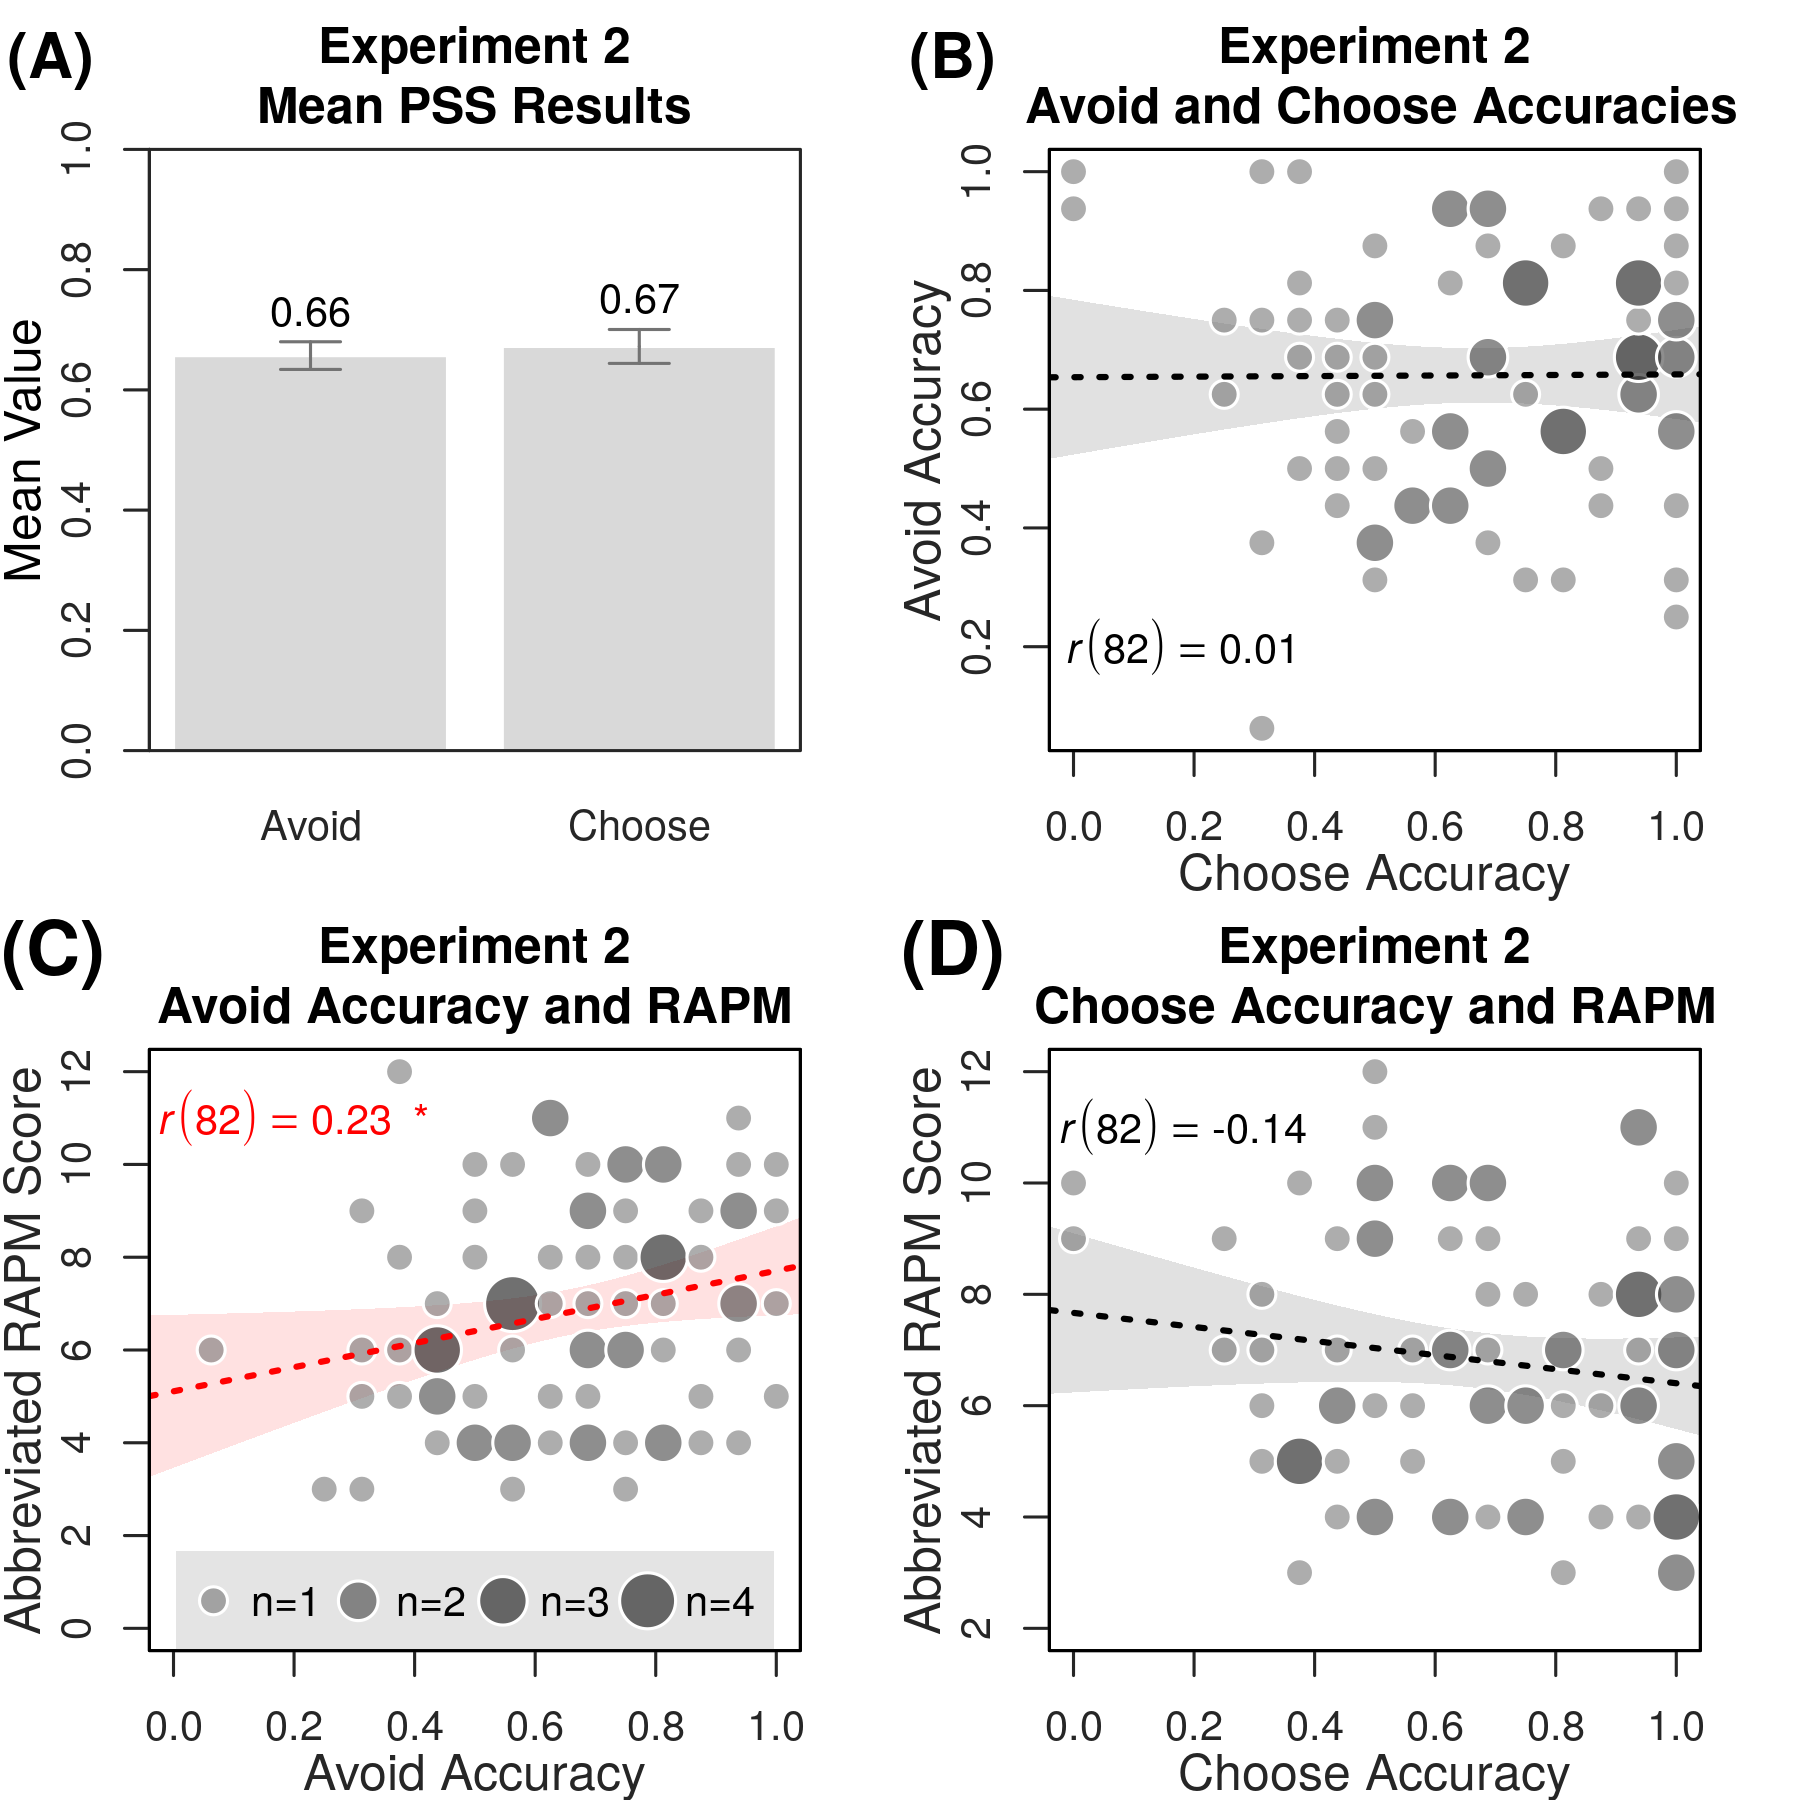 (A)
Experiment 2
Mean PSS Results
Mean Value
0.0
0.2
0.4
0.6
0.8
1.0
0.66
0.67
Avoid
Choose
(B)
Experiment 2
Avoid and Choose Accuracies
Avoid Accuracy
0.2
0.4
0.6
0.8
1.0
r(82) = 0.01
0.0 0.2 0.4 0.6 0.8 1.0
Choose Accuracy
(C)
Experiment 2
Avoid Accuracy and RAPM
Abbreviated RAPM Score
0
2
4
6
8
10
12
r(82) = 0.23 *
n=1 n=2 n=3 n=4
0.0 0.2 0.4 0.6 0.8 1.0
Avoid Accuracy
(D)
Experiment 2
Choose Accuracy and RAPM
Abbreviated RAPM Score
2
4
6
8
10
12
r(82) = -0.14
0.0 0.2 0.4 0.6 0.8 1.0
Choose Accuracy